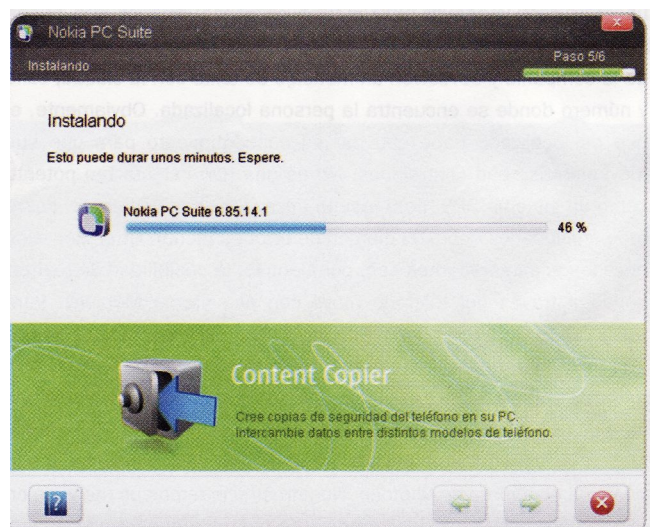 Nokia PC Suite
Instalando
Paso 5/6
Instalando
Esto puede durar unos minutos. Espere.
Nokia PC Suite 6.85.14.1
46 %
Content Copier
Cree copias de seguridad del teléfono en su PC.
Intercambie datos entre distintos modelos de teléfono.
?